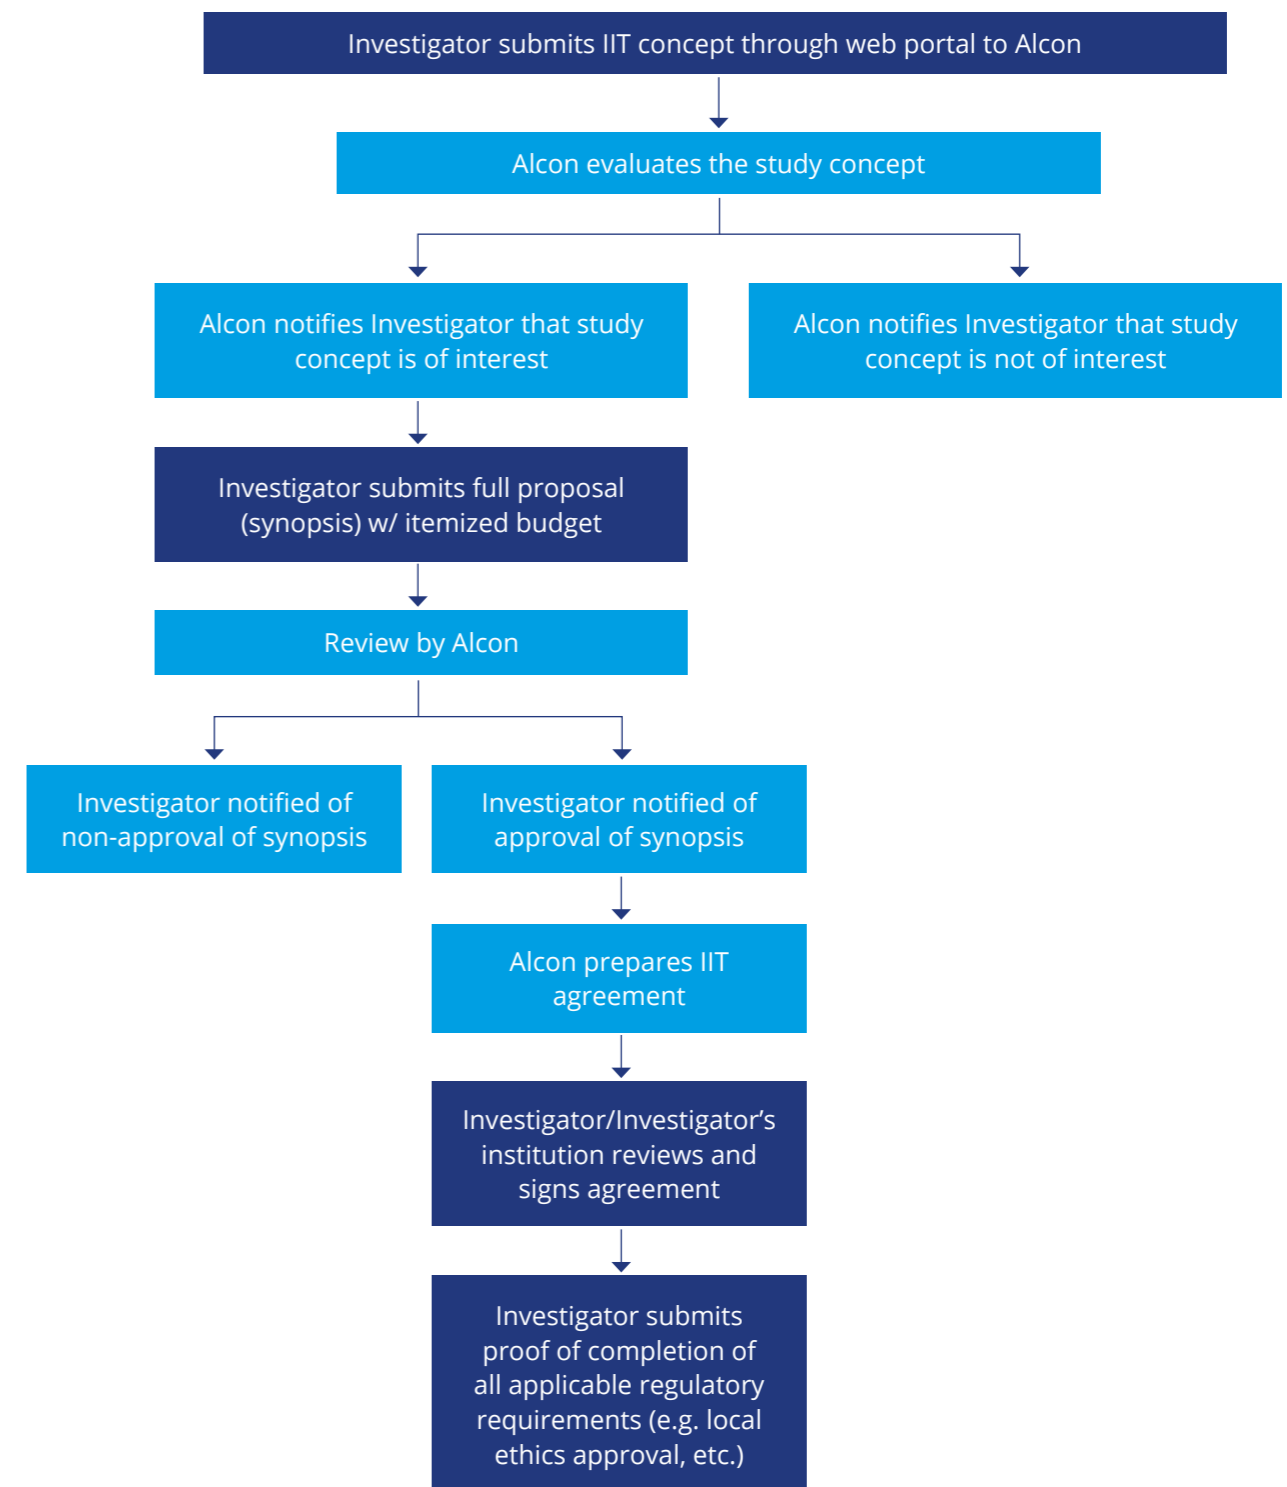 Investigator submits IIT concept through web portal to Alcon
Alcon evaluates the study concept
Alcon notifies Investigator that study
concept is of interest
Alcon notifies Investigator that study
concept is not of interest
Investigator submits full proposal
(synopsis) w/ itemized budget
Review by Alcon
Investigator notified of
non-approval of synopsis
Investigator notified of
approval of synopsis
Alcon prepares IIT
agreement
Investigator/Investigator’s
institution reviews and
signs agreement
Investigator submits
proof of completion of
all applicable regulatory
requirements (e.g. local
ethics approval, etc.)